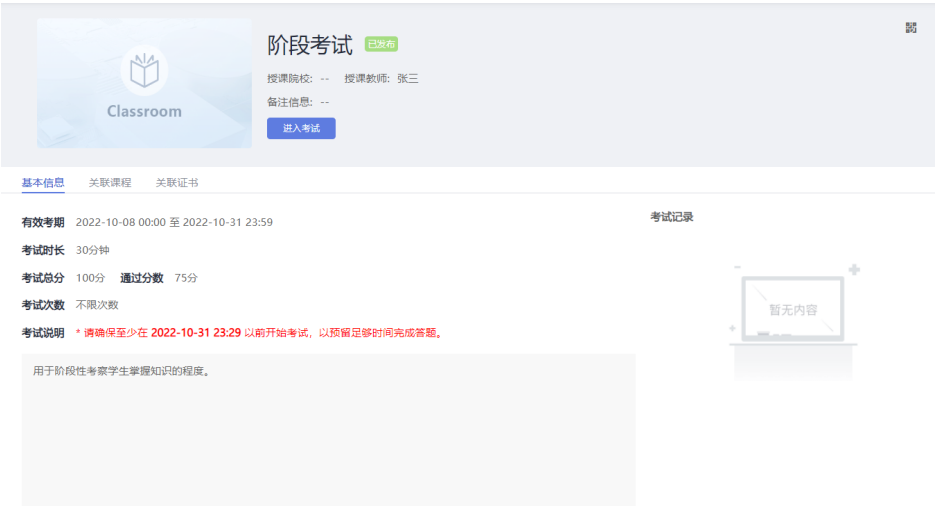 Classroom
阶段考试 已发布
授课院校: -- 授课教师: 张三
备注信息: --
进入考试
基本信息 关联课程 关联证书
有效考期 2022-10-08 00:00 至 2022-10-31 23:59
考试时长 30分钟
考试总分 100分 通过分数 75分
考试次数 不限次数
考试说明 * 请确保至少在 2022-10-31 23:29 以前开始考试，以预留足够时间完成答题。
用于阶段性考察学生掌握知识的程度。
考试记录
暂无内容